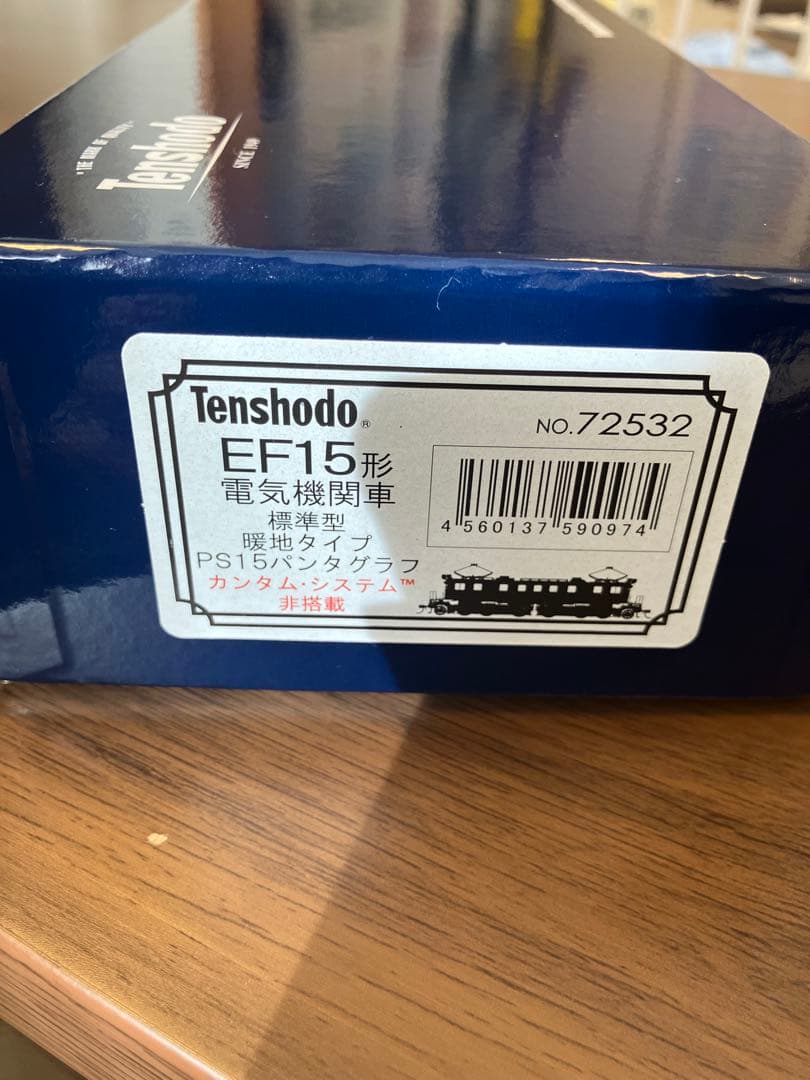 Tenshodo
SINCE 1949
Tenshodo®
NO.72532
EF15形
電気機関車
標準型
暖地タイプ
PS15パンタグラフ
カンタム・システム™
非搭載
4 560137 590974